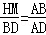 HM/BD = AB/AD